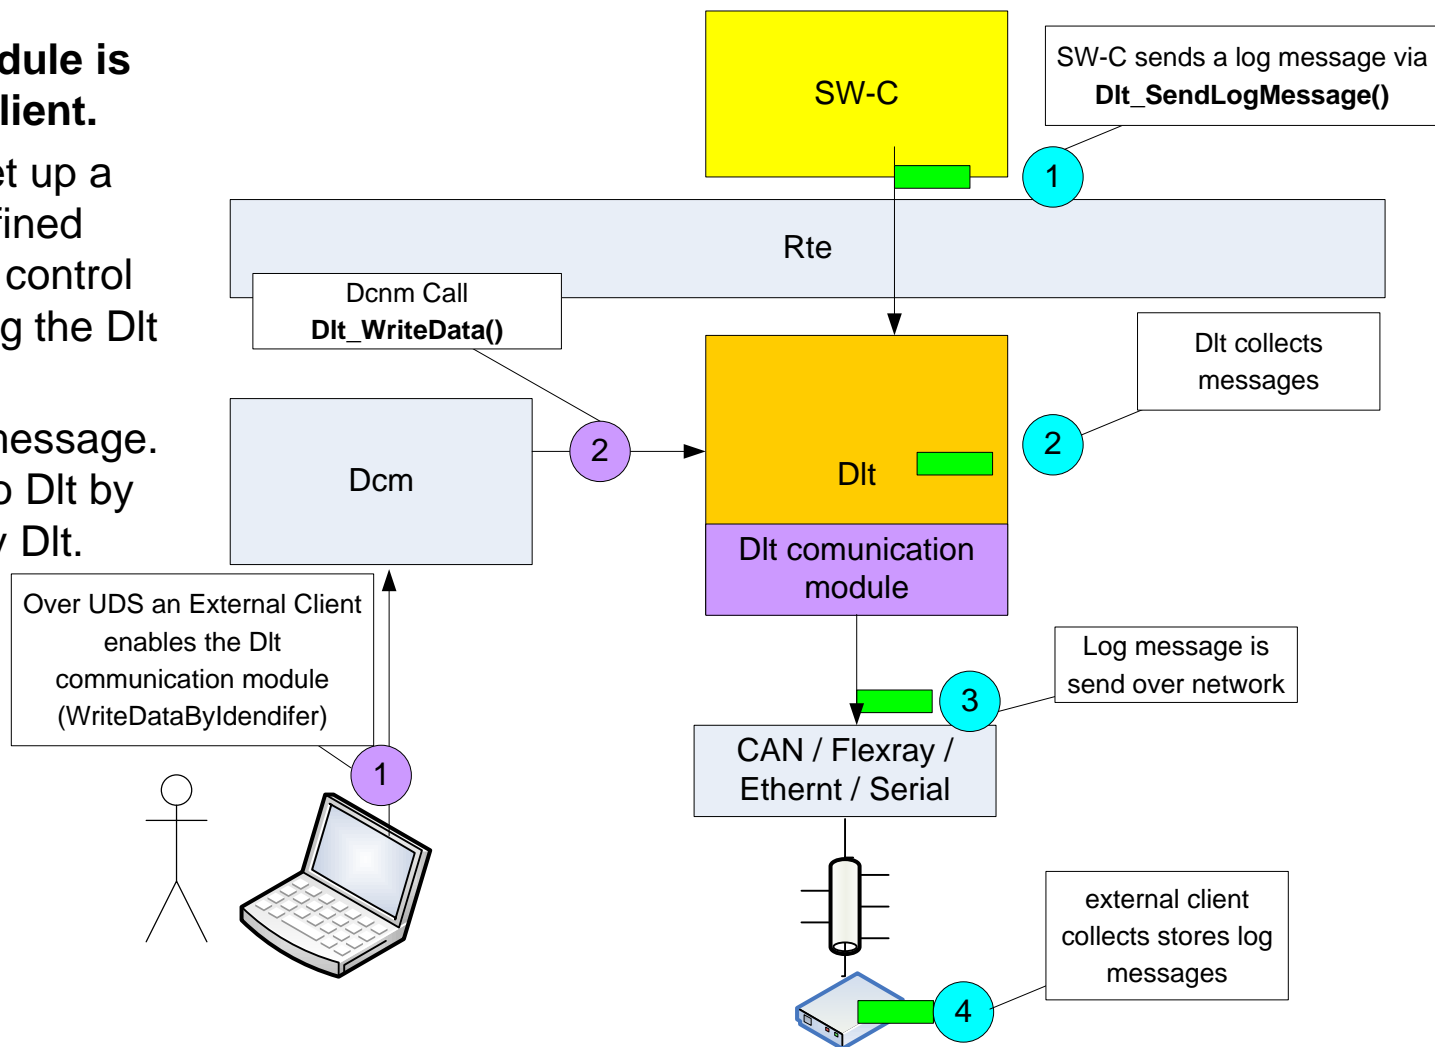 dule is
lient.
et up a
fined
control
g the Dlt
nessage.
o Dlt by
y Dlt.
SW-C
SW-C sends a log message via
Dlt_SendLogMessage()
1
Rte
Dcnm Call
Dlt_WriteData()
Dlt collects
messages
2
2
Dcm
Dlt
Dlt comunication
module
Over UDS an External Client
enables the Dlt
communication module
(WriteDataByIdendifer)
1
Log message is
send over network
3
CAN / Flexray /
Ethernt / Serial
external client
collects stores log
messages
4